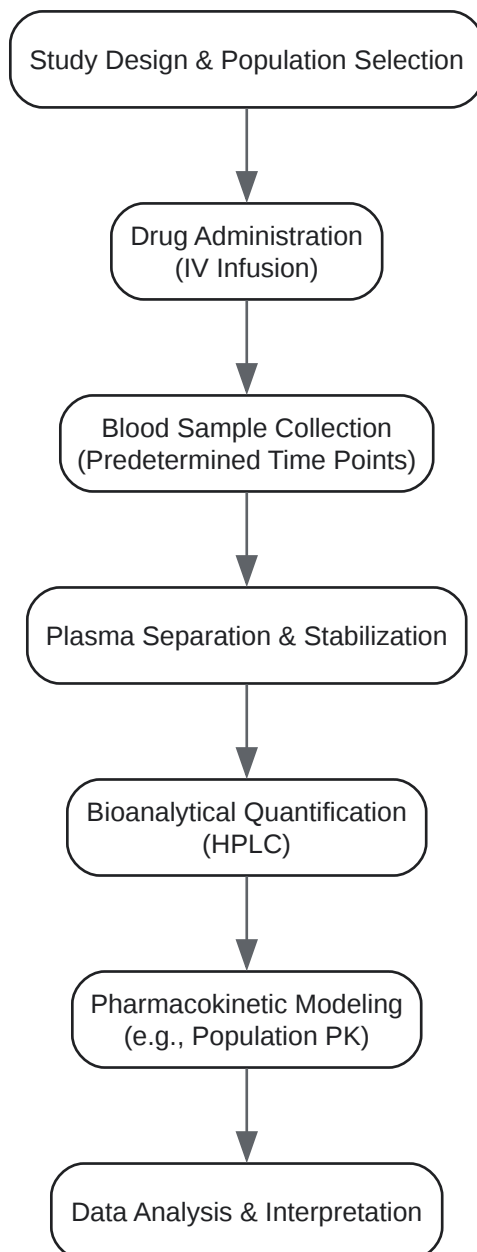 Study Design & Population Selection
Drug Administration
(IV Infusion)
Blood Sample Collection
(Predetermined Time Points)
Plasma Separation & Stabilization
Bioanalytical Quantification
(HPLC)
Pharmacokinetic Modeling
(e.g., Population PK)
Data Analysis & Interpretation